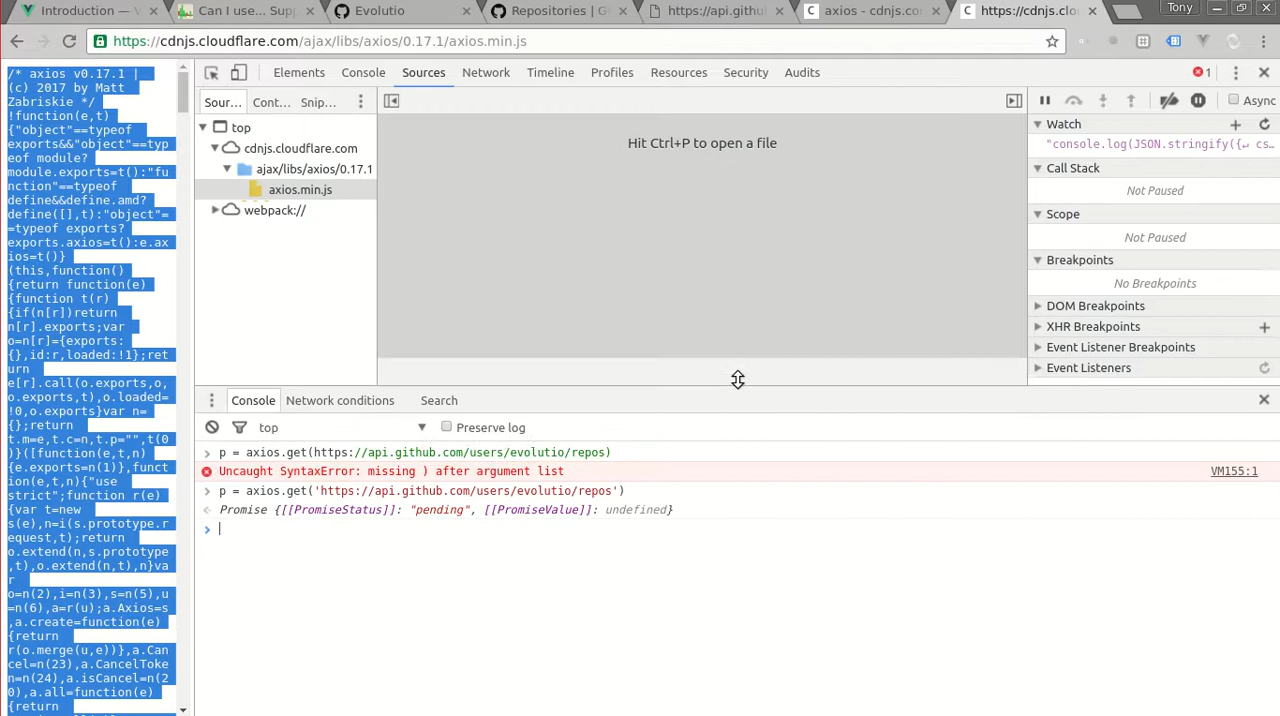 Introduction —
Can I use... Supp
Evolutio
Repositories | Gi
https://api.github
axios - cdnjs.com
https://cdnjs.clou
Tony
https://cdnjs.cloudflare.com/ajax/libs/axios/0.17.1/axios.min.js
/* axios v0.17.1 |
(c) 2017 by Matt
Zabriskie */
!function(e,t)
{"object"==typeof
exports&&"object"==typ
eof module?
module.exports=t():"fu
nction"==typeof
define&&define.amd?
define([],t):"object"=
=typeof exports?
exports.axios=t():e.ax
ios=t()}
(this,function()
{return function(e)
{function t(r)
{if(n[r])return
n[r].exports;var
o=n[r]={exports:
{},id:r,loaded:!1};ret
urn
e[r].call(o.exports,o,
o.exports,t),o.loaded=
!0,o.exports}var n=
{};return
t.m=e,t.c=n,t.p="",t(0
)}([function(e,t,n)
{e.exports=n(1)},funct
ion(e,t,n){"use
strict";function r(e)
{var t=new
s(e),n=i(s.prototype.r
equest,t);return
o.extend(n,s.prototype
,t),o.extend(n,t),n}va
r
o=n(2),i=n(3),s=n(5),u
=n(6),a=r(u);a.Axios=s
,a.create=function(e)
{return
r(o.merge(u,e))},a.Can
cel=n(23),a.CancelToke
n=n(24),a.isCancel=n(2
0),a.all=function(e)
{return
Elements Console Sources Network Timeline Profiles Resources Security Audits
1
Sour... Cont... Snip...
top
cdnjs.cloudflare.com
ajax/libs/axios/0.17.1
axios.min.js
webpack://
Hit Ctrl+P to open a file
Async
Watch
"console.log(JSON.stringify({↵ cs...
Call Stack
Not Paused
Scope
Not Paused
Breakpoints
No Breakpoints
DOM Breakpoints
XHR Breakpoints
Event Listener Breakpoints
Event Listeners
Console Network conditions Search
top
Preserve log
p = axios.get(https://api.github.com/users/evolutio/repos)
Uncaught SyntaxError: missing ) after argument list
VM155:1
p = axios.get('https://api.github.com/users/evolutio/repos')
Promise {[[PromiseStatus]]: "pending", [[PromiseValue]]: undefined}